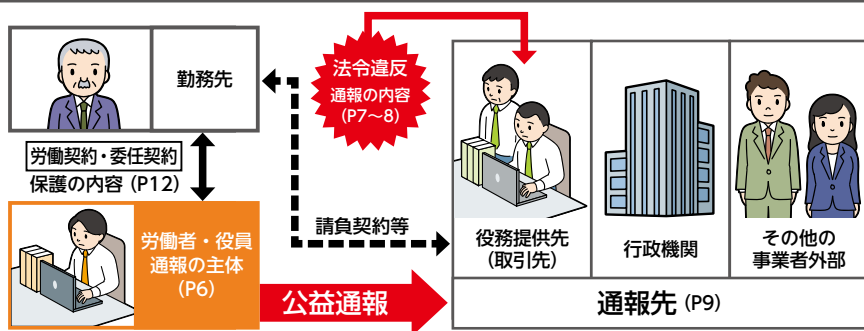 勤務先
法令違反
通報の内容
(P7～8)
労働契約・委任契約
保護の内容 (P12)
請負契約等
労働者・役員
通報の主体
(P6)
公益通報
役務提供先
(取引先)
行政機関
その他の
事業者外部
通報先 (P9)